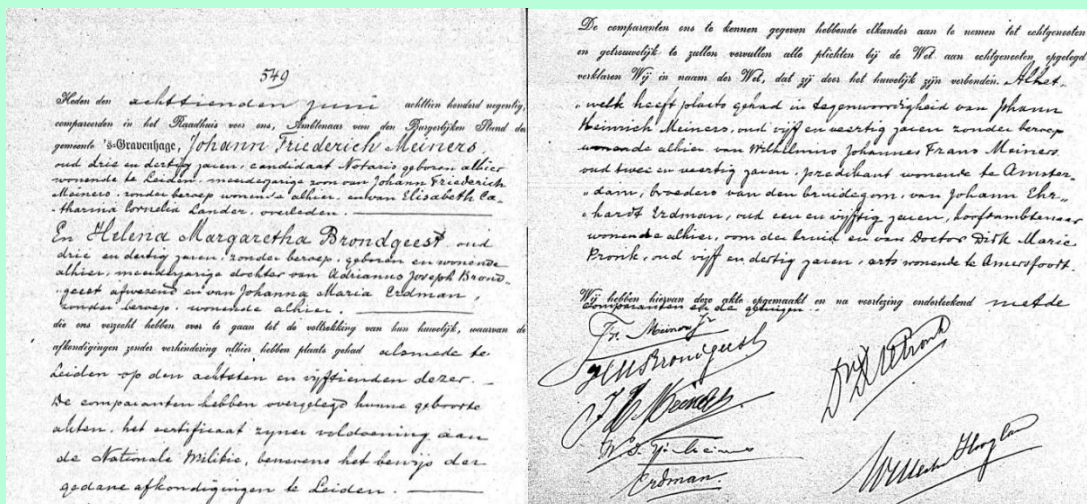 549
Heden den achttienden Juni achttien honderd negentig,
compareerden in het Raadhuis voor ons, Ambtenaar van den Burgerlijken Stand der
gemeente 's-Gravenhage, Johann Friederich Meiners,
oud drie en dertig jaren, candidaat Notaris geboren alhier
wonende te Leiden, meerderjarige zoon van Johann Friederich
Meiners, zonder beroep wonende alhier, en van Elisabeth Ca-
tharina Cornelia Lander, overleden.
En Helena Margaretha Brondgeest, oud
drie en dertig jaren, zonder beroep, geboren en wonende
alhier, meerderjarige dochter van Adrianus Joseph Brond-
„geest afwezend en van Johanna Maria Erdman,
zonder beroep, wonende alhier.
die ons verzocht hebben over te gaan tot de voltrekking van hun huwelijk, waarvan de
afkondigingen zonder verhindering alhier hebben plaats gehad alsmede te
Leiden op den achtsten en vijftienden dezer.
De comparanten hebben overgelegd hunne geboorte
akten, het certificaat zyner voldoening aan
de Nationale Militie, benevens het bewijs der
gedane afkondigingen te Leiden.
De comparanten ons te kennen gegeven hebbende elkander aan te nemen tot echtgenooten
en getrouwelijk te zullen vervullen alle plichten bij de Wet aan echtgenooten opgelegd
verklaren Wij in naam der Wet, dat zij door het huwelijk zijn verbonden. Al het-
„welk heeft plaats gehad in tegenwoordigheid van Johann
Heinrich Meiners, oud vijf en veertig jaren zonder beroep
wonende alhier, van Wilhelmins Johannes Frans Meiners
oud twee en veertig jaren, predikant wonende te Amster-
„dam, broeders van den bruidegom, van Johann Ehr-
„hardt Erdman, oud een en vijftig jaren, hoofdambtenaar
wonende alhier, oom der bruid en van Doctor Dirk Marie
Pronk, oud vijf en dertig jaren, arts wonende te Amersfoort.
Wij hebben hiervan deze akte opgemaakt en na voorlezing onderteekend met de
comparanten en de getuigen.
Fr. Meiners Jr
HM Brondgeest
J H Meiners
Dr D M Pronk
Erdman.